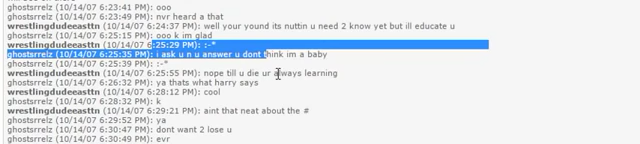 ghostsrrelz (10/14/07 6:23:41 PM): ooo
ghostsrrelz (10/14/07 6:23:49 PM): nvr heard a that
wrestlingdudeeasttn (10/14/07 6:24:37 PM): well your yound its nuttin u need 2 know yet but ill educate u
ghostsrrelz (10/14/07 6:25:15 PM): ooo k im glad
wrestlingdudeeasttn (10/14/07 6:25:29 PM): :-*
ghostsrrelz (10/14/07 6:25:35 PM): i ask u n u answer u dont think im a baby
ghostsrrelz (10/14/07 6:25:39 PM): :-*
wrestlingdudeeasttn (10/14/07 6:25:55 PM): nope till u die ur always learning
ghostsrrelz (10/14/07 6:26:32 PM): ya thats what harry says
wrestlingdudeeasttn (10/14/07 6:28:12 PM): cool
ghostsrrelz (10/14/07 6:28:32 PM): k
wrestlingdudeeasttn (10/14/07 6:29:21 PM): aint that neat about the #
ghostsrrelz (10/14/07 6:29:52 PM): ya
ghostsrrelz (10/14/07 6:30:47 PM): dont want 2 lose u
ghostsrrelz (10/14/07 6:30:49 PM): evr